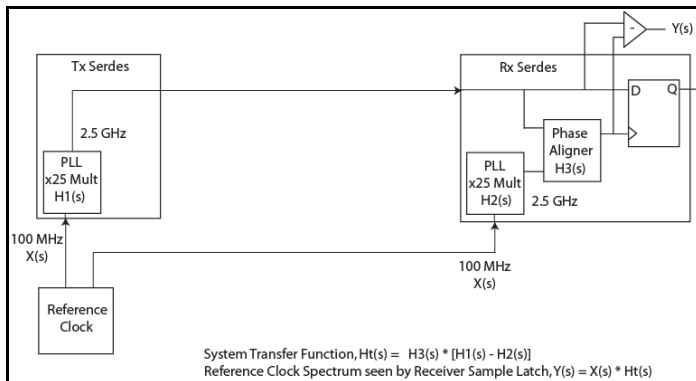 Y(s)
-
Tx Serdes
Rx Serdes
2.5 GHz
D
Q
Phase
Aligner
H3(s)
PLL
x25 Mult
H1(s)
PLL
x25 Mult
H2(s)
2.5 GHz
100 MHz
X(s)
100 MHz
X(s)
Reference
Clock
System Transfer Function, Ht(s) = H3(s) * [H1(s) - H2(s)]
Reference Clock Spectrum seen by Receiver Sample Latch, Y(s) = X(s) * Ht(s)